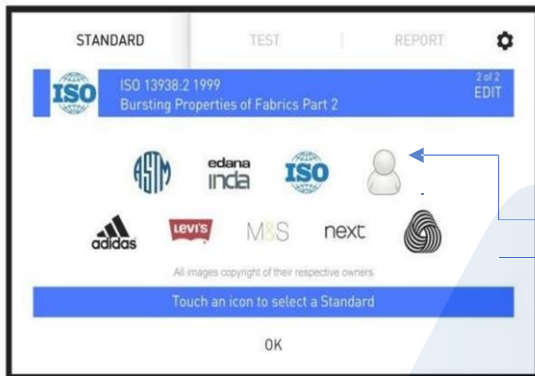 STANDARD TEST REPORT
ISO
ISO 13938:2 1999
Bursting Properties of Fabrics Part 2
2 of 2
EDIT
ASTM edana inda ISO
adidas LEVI'S M&S next
All images copyright of their respective owners
Touch an icon to select a Standard
OK